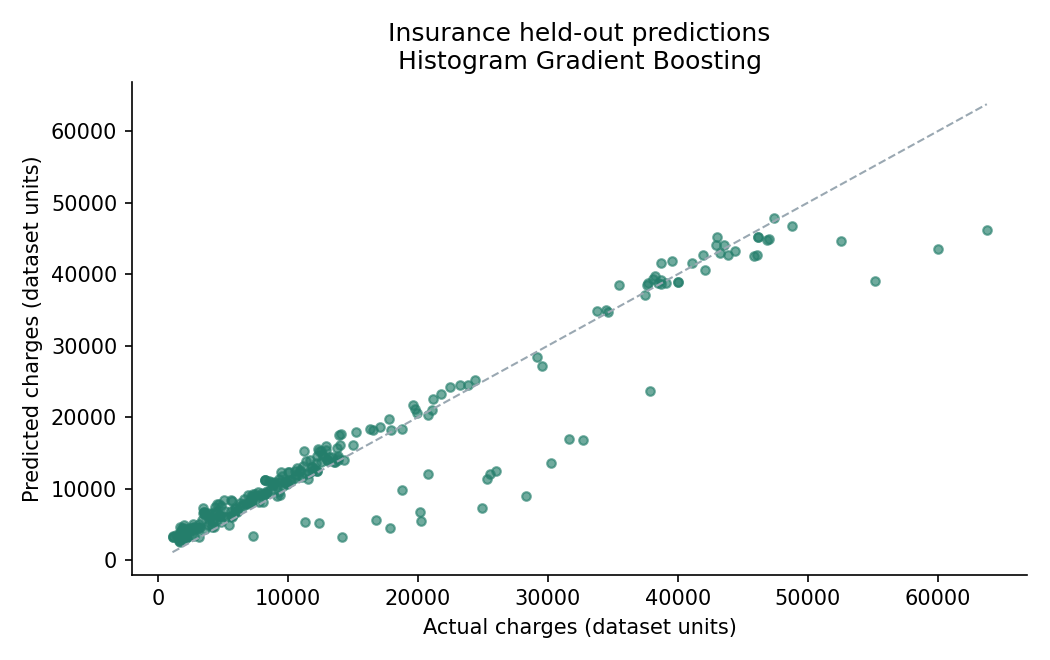 Insurance held-out predictions
Histogram Gradient Boosting
Predicted charges (dataset units)
60000
50000
40000
30000
20000
10000
0
0 10000 20000 30000 40000 50000 60000
Actual charges (dataset units)